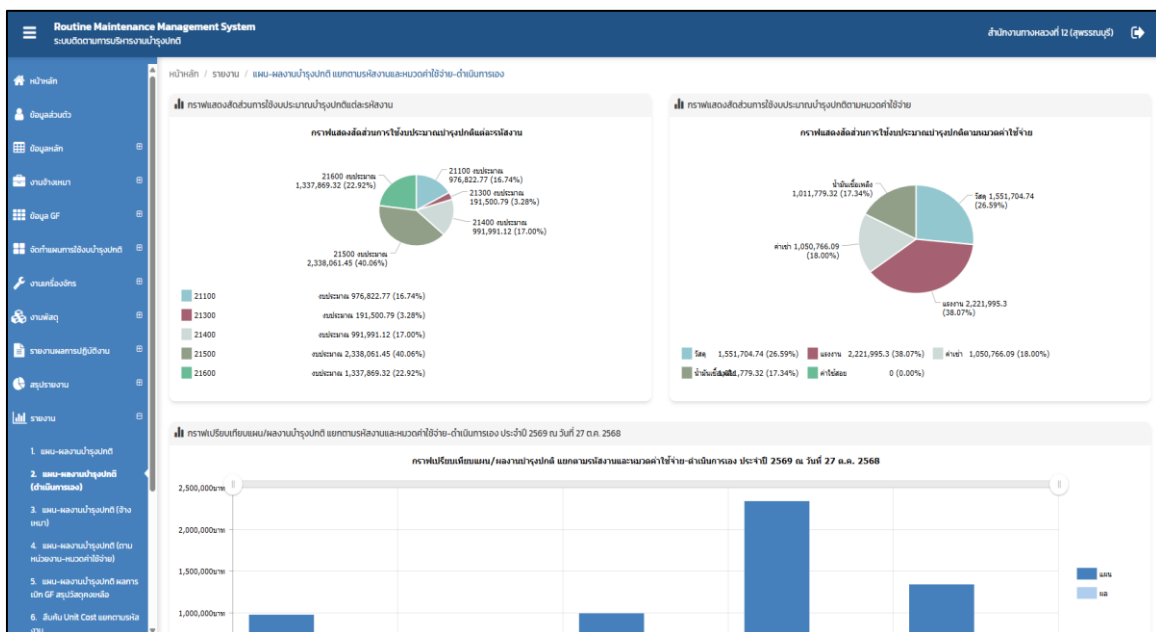 Routine Maintenance Management System
ระบบติดตามการบริหารงานบำรุงปกติ
สำนักงานทางหลวงที่ 12 (สุพรรณบุรี)
หน้าหลัก
ข้อมูลส่วนตัว
ข้อมูลหลัก
งานจ้างเหมา
ข้อมูล GF
จัดทำแผนการใช้งบบำรุงปกติ
งานเครื่องจักร
งานพัสดุ
รายงานผลการปฏิบัติงาน
สรุปรายงาน
รายงาน
1. แผน-ผลงานบำรุงปกติ
2. แผน-ผลงานบำรุงปกติ
(ดำเนินการเอง)
3. แผน-ผลงานบำรุงปกติ (จ้าง
เหมา)
4. แผน-ผลงานบำรุงปกติ (ตาม
หน่วยงาน-หมวดค่าใช้จ่าย)
5. แผน-ผลงานบำรุงปกติ ผลการ
เบิก GF สรุปวัสดุคงเหลือ
6. สืบค้น Unit Cost แยกตามรหัส
งาน
หน้าหลัก / รายงาน / แผน-ผลงานบำรุงปกติ แยกตามรหัสงานและหมวดค่าใช้จ่าย-ดำเนินการเอง
กราฟแสดงสัดส่วนการใช้งบประมาณบำรุงปกติแต่ละรหัสงาน
กราฟแสดงสัดส่วนการใช้งบประมาณบำรุงปกติแต่ละรหัสงาน
21100 งบประมาณ
976,822.77 (16.74%)
21300 งบประมาณ
191,500.79 (3.28%)
21400 งบประมาณ
991,991.12 (17.00%)
21500 งบประมาณ
2,338,061.45 (40.06%)
21600 งบประมาณ
1,337,869.32 (22.92%)
21100 งบประมาณ 976,822.77 (16.74%)
21300 งบประมาณ 191,500.79 (3.28%)
21400 งบประมาณ 991,991.12 (17.00%)
21500 งบประมาณ 2,338,061.45 (40.06%)
21600 งบประมาณ 1,337,869.32 (22.92%)
กราฟแสดงสัดส่วนการใช้งบประมาณบำรุงปกติตามหมวดค่าใช้จ่าย
กราฟแสดงสัดส่วนการใช้งบประมาณบำรุงปกติตามหมวดค่าใช้จ่าย
น้ำมันเชื้อเพลิง
1,011,779.32 (17.34%)
วัสดุ 1,551,704.74
(26.59%)
ค่าเช่า 1,050,766.09
(18.00%)
แรงงาน 2,221,995.3
(38.07%)
วัสดุ 1,551,704.74 (26.59%) แรงงาน 2,221,995.3 (38.07%) ค่าเช่า 1,050,766.09 (18.00%)
,779.32 (17.34%) ค่าใช้สอย 0 (0.00%)
กราฟเปรียบเทียบแผน/ผลงานบำรุงปกติ แยกตามรหัสงานและหมวดค่าใช้จ่าย-ดำเนินการเอง ประจำปี 2569 ณ วันที่ 27 ต.ค. 2568
กราฟเปรียบเทียบแผน/ผลงานบำรุงปกติ แยกตามรหัสงานและหมวดค่าใช้จ่าย-ดำเนินการเอง ประจำปี 2569 ณ วันที่ 27 ต.ค. 2568
2,500,000บาท
2,000,000บาท
1,500,000บาท
1,000,000บาท
แผน
ผล